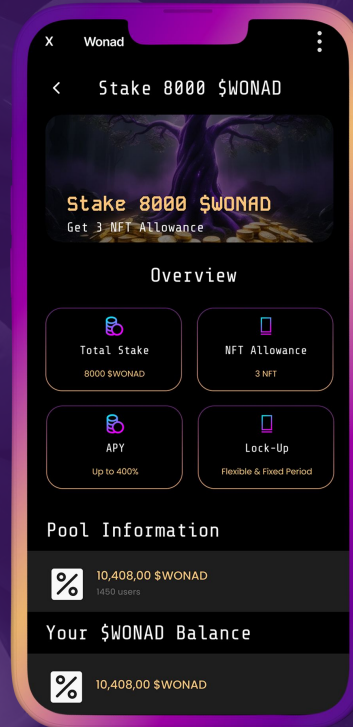 X Wonad
Stake 8000 $WONAD
Stake 8000 $WONAD
Get 3 NFT Allowance
Overview
Total Stake
8000 $WONAD
NFT Allowance
3 NFT
APY
Up to 400%
Lock-Up
Flexible & Fixed Period
Pool Information
10,408,00 $WONAD
1450 users
Your $WONAD Balance
10,408,00 $WONAD